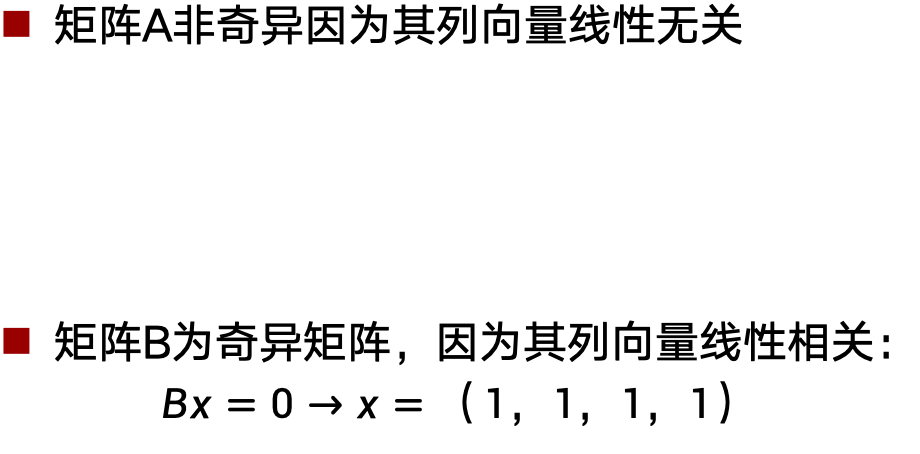 ■ 矩阵A非奇异因为其列向量线性无关
■ 矩阵B为奇异矩阵，因为其列向量线性相关：
Bx = 0 → x = （1，1，1，1）